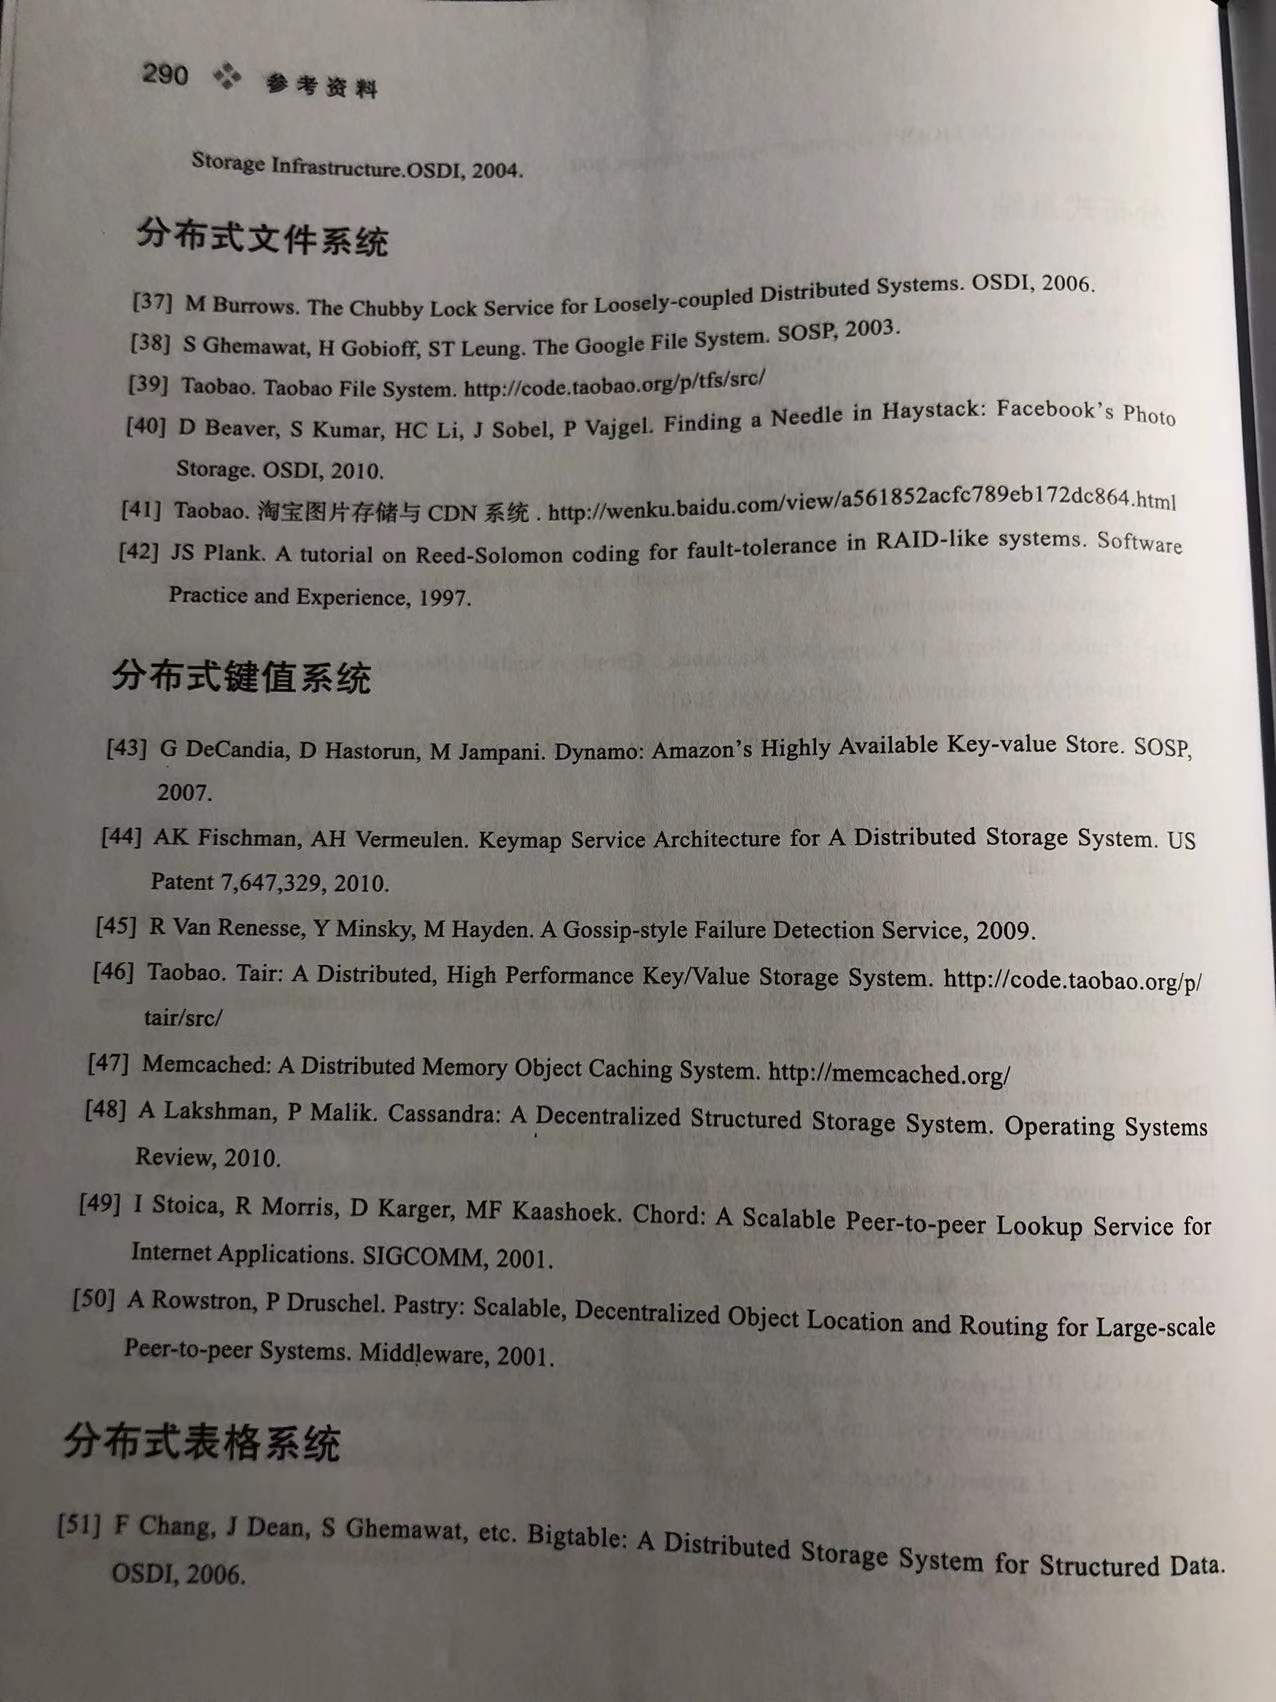 290 参考资料
Storage Infrastructure.OSDI, 2004.
分布式文件系统
[37] M Burrows. The Chubby Lock Service for Loosely-coupled Distributed Systems. OSDI, 2006.
[38] S Ghemawat, H Gobioff, ST Leung. The Google File System. SOSP, 2003.
[39] Taobao. Taobao File System. http://code.taobao.org/p/tfs/src/
[40] D Beaver, S Kumar, HC Li, J Sobel, P Vajgel. Finding a Needle in Haystack: Facebook's Photo
Storage. OSDI, 2010.
[41] Taobao. 淘宝图片存储与 CDN 系统 . http://wenku.baidu.com/view/a561852acfc789eb172dc864.html
[42] JS Plank. A tutorial on Reed-Solomon coding for fault-tolerance in RAID-like systems. Software
Practice and Experience, 1997.
分布式键值系统
[43] G DeCandia, D Hastorun, M Jampani. Dynamo: Amazon's Highly Available Key-value Store. SOSP,
2007.
[44] AK Fischman, AH Vermeulen. Keymap Service Architecture for A Distributed Storage System. US
Patent 7,647,329, 2010.
[45] R Van Renesse, Y Minsky, M Hayden. A Gossip-style Failure Detection Service, 2009.
[46] Taobao. Tair: A Distributed, High Performance Key/Value Storage System. http://code.taobao.org/p/
tair/src/
[47] Memcached: A Distributed Memory Object Caching System. http://memcached.org/
[48] A Lakshman, P Malik. Cassandra: A Decentralized Structured Storage System. Operating Systems
Review, 2010.
[49] I Stoica, R Morris, D Karger, MF Kaashoek. Chord: A Scalable Peer-to-peer Lookup Service for
Internet Applications. SIGCOMM, 2001.
[50] A Rowstron, P Druschel. Pastry: Scalable, Decentralized Object Location and Routing for Large-scale
Peer-to-peer Systems. Middleware, 2001.
分布式表格系统
[51] F Chang, J Dean, S Ghemawat, etc. Bigtable: A Distributed Storage System for Structured Data.
OSDI, 2006.